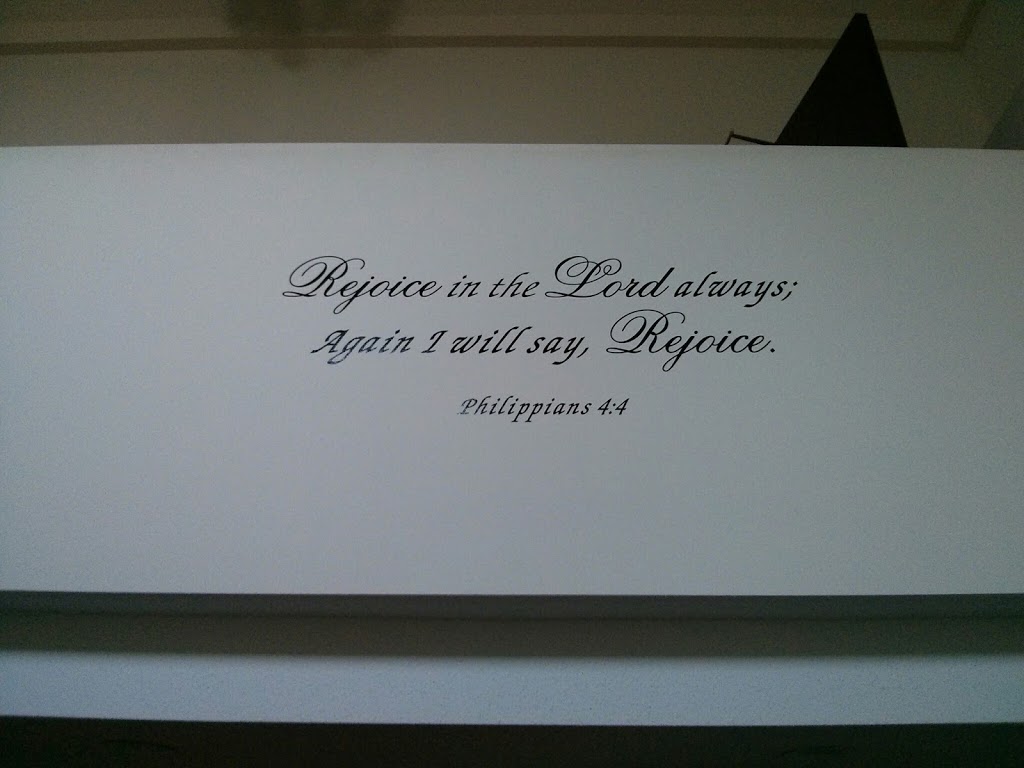 Rejoice in the Lord always;
Again I will say, Rejoice.
Philippians 4:4